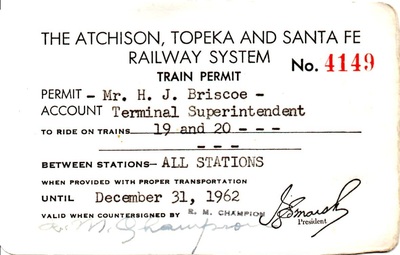 THE ATCHISON, TOPEKA AND SANTA FE
RAILWAY SYSTEM
TRAIN PERMIT
No. 4149
PERMIT - Mr. H. J. Briscoe -
ACCOUNT Terminal Superintendent
TO RIDE ON TRAINS 19 and 20 - - -
- - -
BETWEEN STATIONS- ALL STATIONS
WHEN PROVIDED WITH PROPER TRANSPORTATION
UNTIL December 31, 1962
VALID WHEN COUNTERSIGNED BY R. M. CHAMPION
R. M. Champion
President